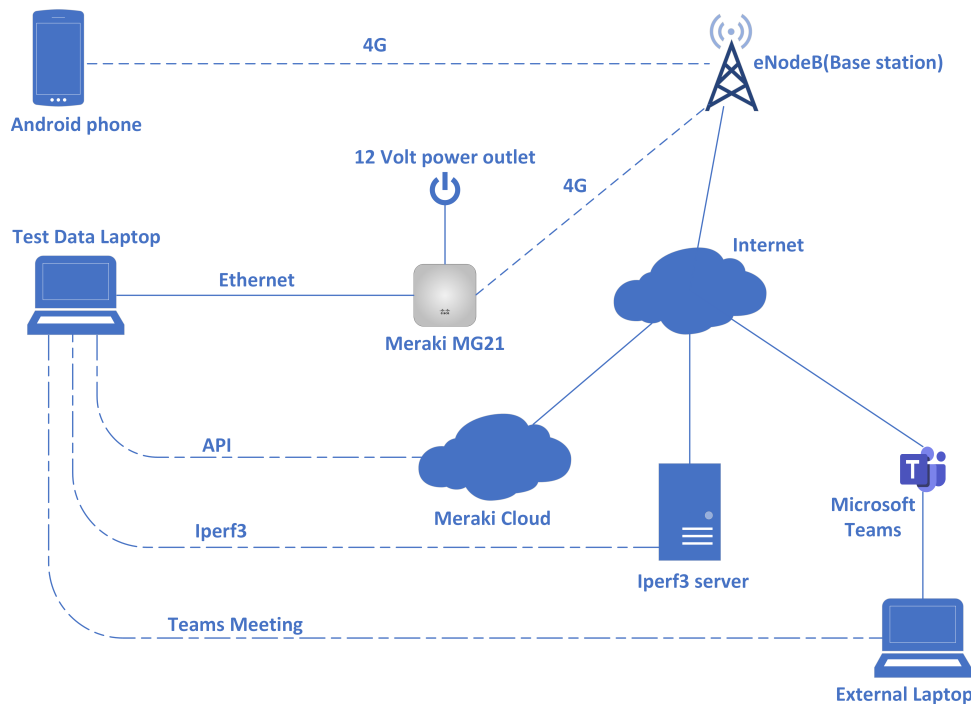 4G
eNodeB(Base station)
Android phone
12 Volt power outlet
4G
Test Data Laptop
Internet
Ethernet
Meraki MG21
API
T
Microsoft
Teams
Meraki Cloud
Iperf3
Iperf3 server
Teams Meeting
External Laptop